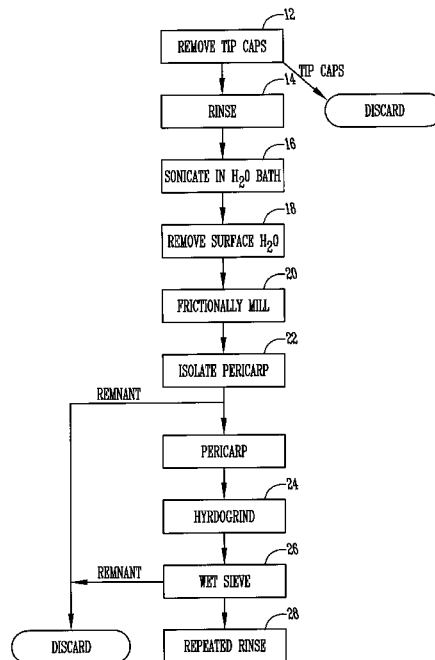 12
REMOVE TIP CAPS
TIP CAPS
14
RINSE
DISCARD
16
SONICATE IN H₂O BATH
18
REMOVE SURFACE H₂O
20
FRICTIONALLY MILL
22
ISOLATE PERICARP
REMNANT
PERICARP
24
HYRDOGRIND
26
REMNANT
WET SIEVE
28
DISCARD
REPEATED RINSE